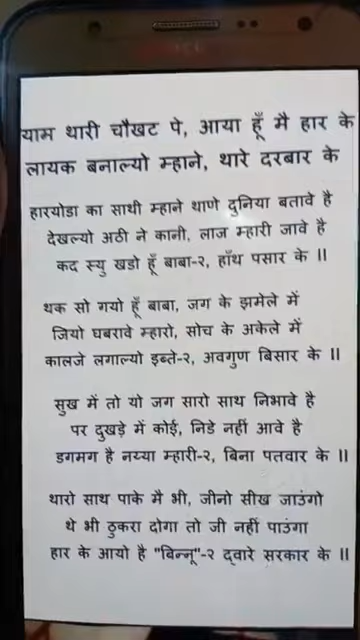 याम थारी चौखट पे, आया हूँ मै हार के
लायक बनाल्यो म्हाने, थारे दरबार के
हारयोडा का साथी म्हाने थाणे दुनिया बतावे है
देखल्यो अठी ने कानी, लाज म्हारी जावे है
कद स्यु खडो हूँ बाबा-२, हाँथ पसार के ॥
थक सो गयो हूँ बाबा, जग के झमेले में
जियो घबरावे म्हारो, सोच के अकेले में
कालजे लगाल्यो इब्ते-२, अवगुण बिसार के ॥
सुख में तो यो जग सारो साथ निभावे है
पर दुखड़े में कोई, निडे नहीं आवे है
डगमग है नय्या म्हारी-२, बिना पतवार के ॥
थारो साथ पाके मै भी, जीनो सीख जाउंगो
थे भी ठुकरा दोगा तो जी नहीं पाउंगा
हार के आयो है "बिन्नू"-२ द्वारे सरकार के ॥